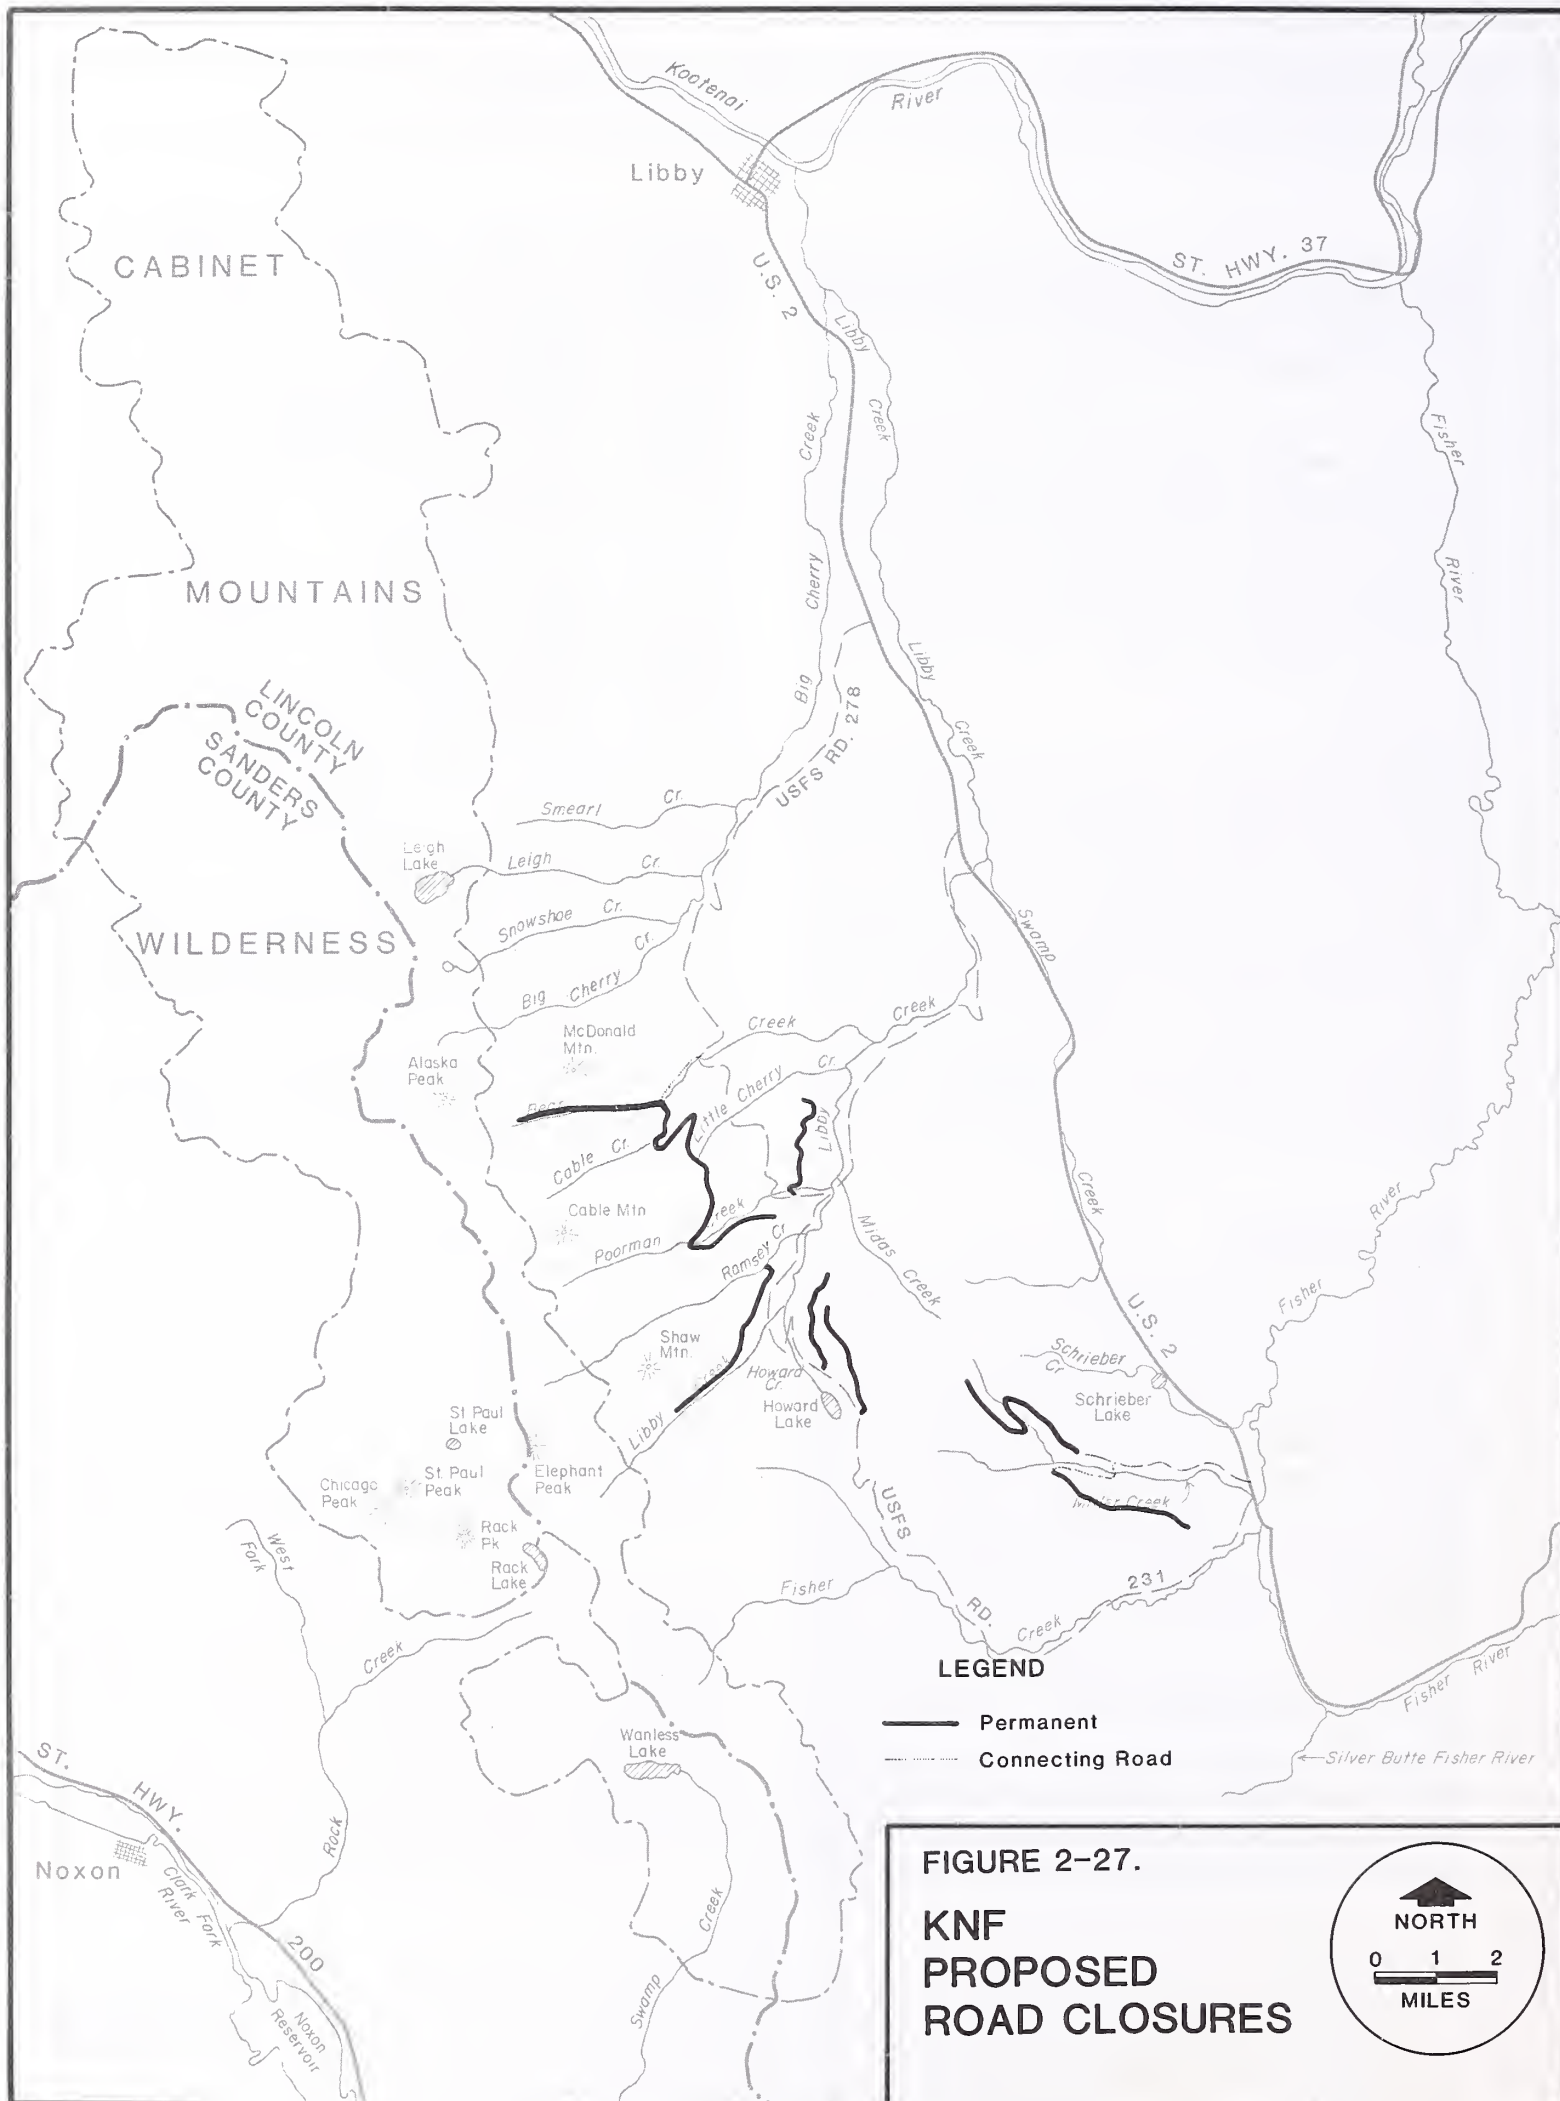 Kootenai
River
Libby
CABINET
ST. HWY. 37
U.S. 2
Libby
Creek
Creek
Fisher
River
Cherry
Big
MOUNTAINS
Libby
Creek
LINCOLN
COUNTY
SANDERS
COUNTY
USFS RD. 278
Smearl Cr.
Leigh
Lake
Leigh Cr.
Snowshoe Cr.
WILDERNESS
Swamp
Big Cherry Cr.
McDonald
Mtn.
Creek
Creek
Alaska
Peak
Little Cherry Cr.
Libby
Cable Cr.
Creek
Cable Mtn
Poorman
Ramsey Cr
Midas Creek
River
Fisher
U.S. 2
Shaw
Mtn.
Howard
Cr.
Howard
Lake
Schrieber
Cr
Schrieber
Lake
St Paul
Lake
Libby
Elephant
Peak
St. Paul
Peak
Chicago
Peak
Rack
Pk
Rack
Lake
West
Fork
USFS
RD.
231
Fisher
Creek
Creek
LEGEND
Permanent
Connecting Road
Fisher River
Silver Butte Fisher River
Wanless
Lake
ST.
HWY.
200
Rock
Noxon
Clark Fork
River
Noxon
Reservoir
Creek
Swamp
FIGURE 2-27.
KNF
PROPOSED
ROAD CLOSURES
NORTH
0 1 2
MILES